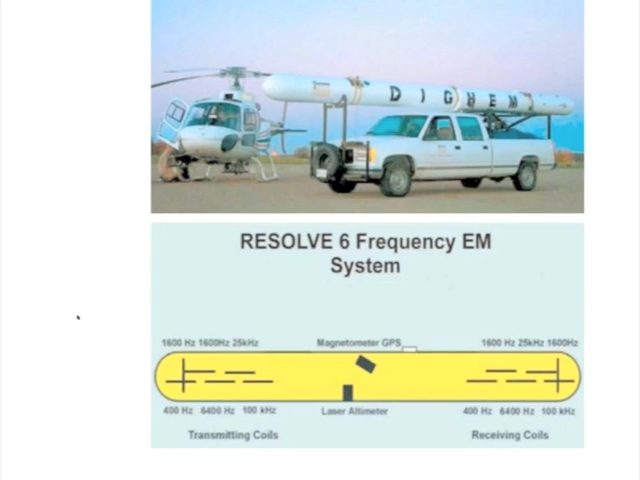 DIGHEM
RESOLVE 6 Frequency EM
System
1600 Hz 1600Hz 25kHz Magnetometer GPS 1600 Hz 25kHz 1600Hz
400 Hz 6400 Hz 100 kHz Laser Altimeter 400 Hz 6400 Hz 100 kHz
Transmitting Coils Receiving Coils